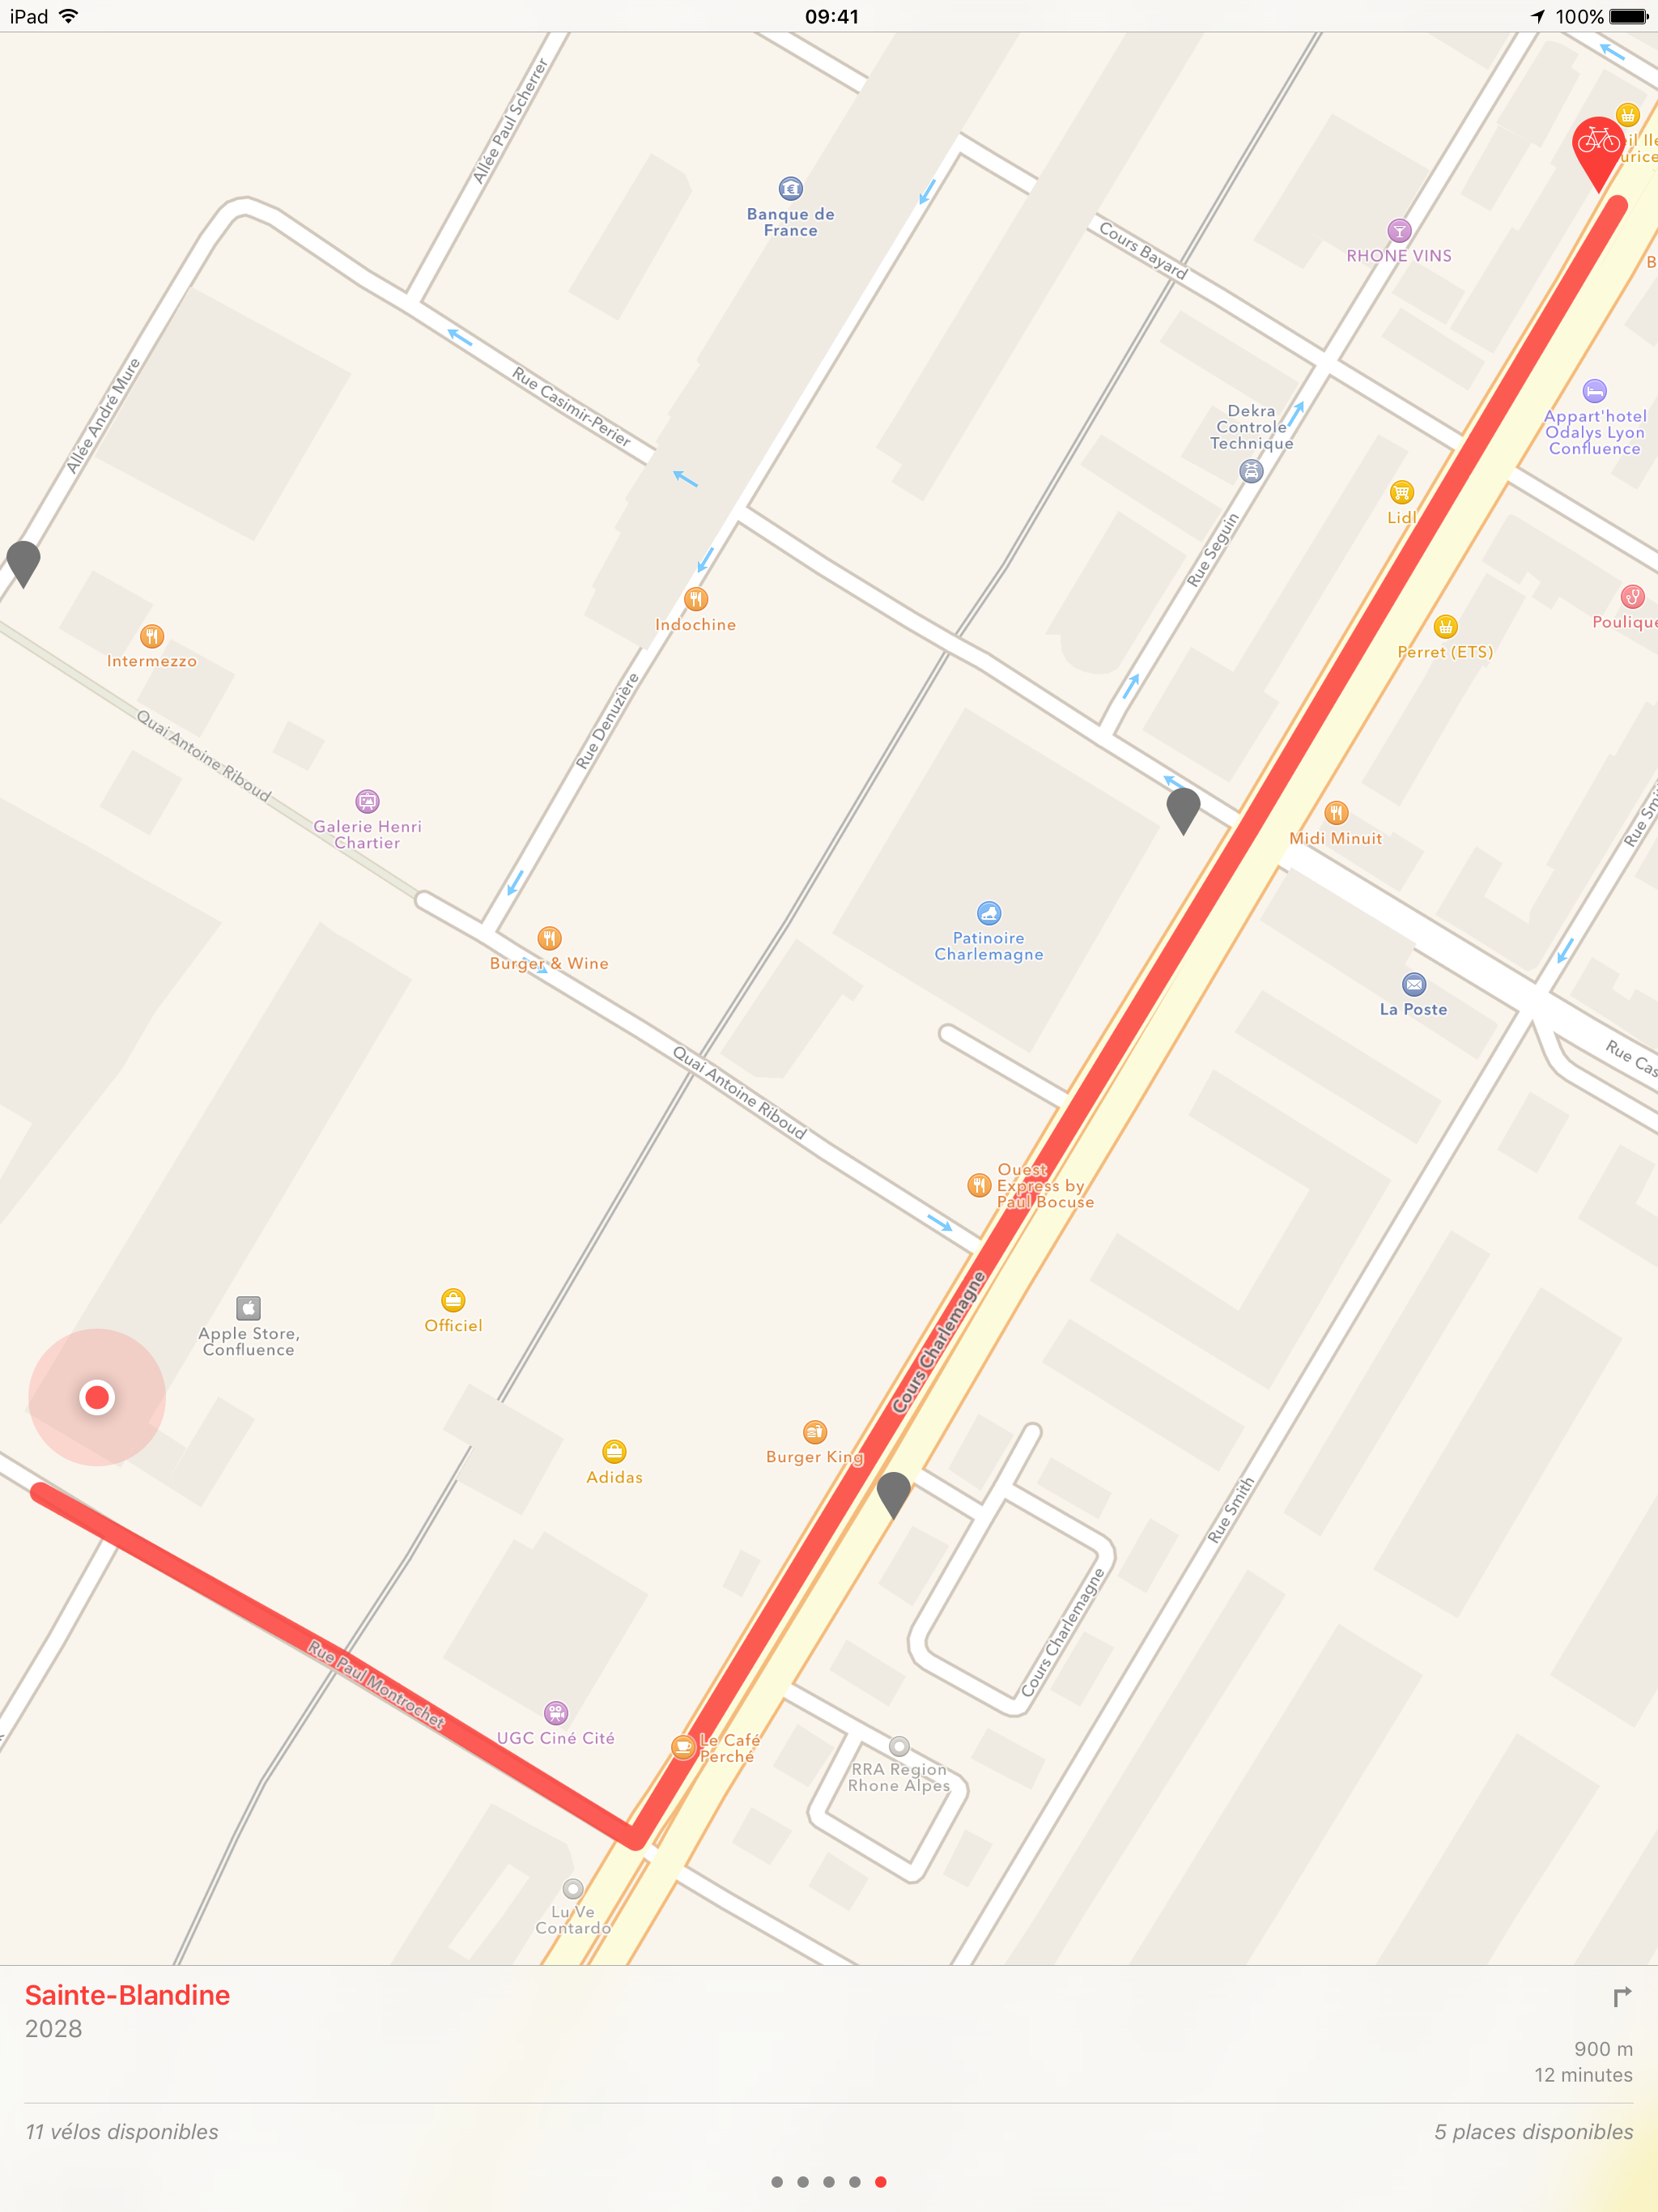 iPad
09:41
100%
Allée Paul Scherrer
Banque de
France
Cours Bayard
RHONE VINS
Allée André Mure
Rue Casimir-Perier
Dekra
Controle
Technique
Appart'hotel
Odalys Lyon
Confluence
Lidl
Rue Seguin
Indochine
Intermezzo
Perret (ETS)
Rue Denuzière
Quai Antoine Riboud
Galerie Henri
Chartier
Midi Minuit
Patinoire
Charlemagne
Burger & Wine
La Poste
Quai Antoine Riboud
Rue
Ouest
Express by
Paul Bocuse
Cours Charlemagne
Apple Store,
Confluence
Officiel
Burger King
Adidas
Rue Smith
Cours Charlemagne
Rue Paul Montrochet
UGC Ciné Cité
Le Café
Perché
RRA Region
Rhone Alpes
Lu Ve
Contardo
Sainte-Blandine
2028
900 m
12 minutes
11 vélos disponibles
5 places disponibles